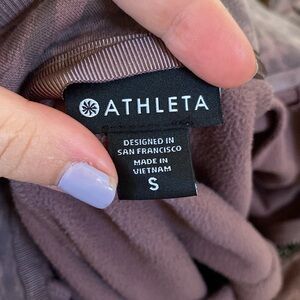 ATHLETA
DESIGNED IN
SAN FRANCISCO
MADE IN
VIETNAM
S